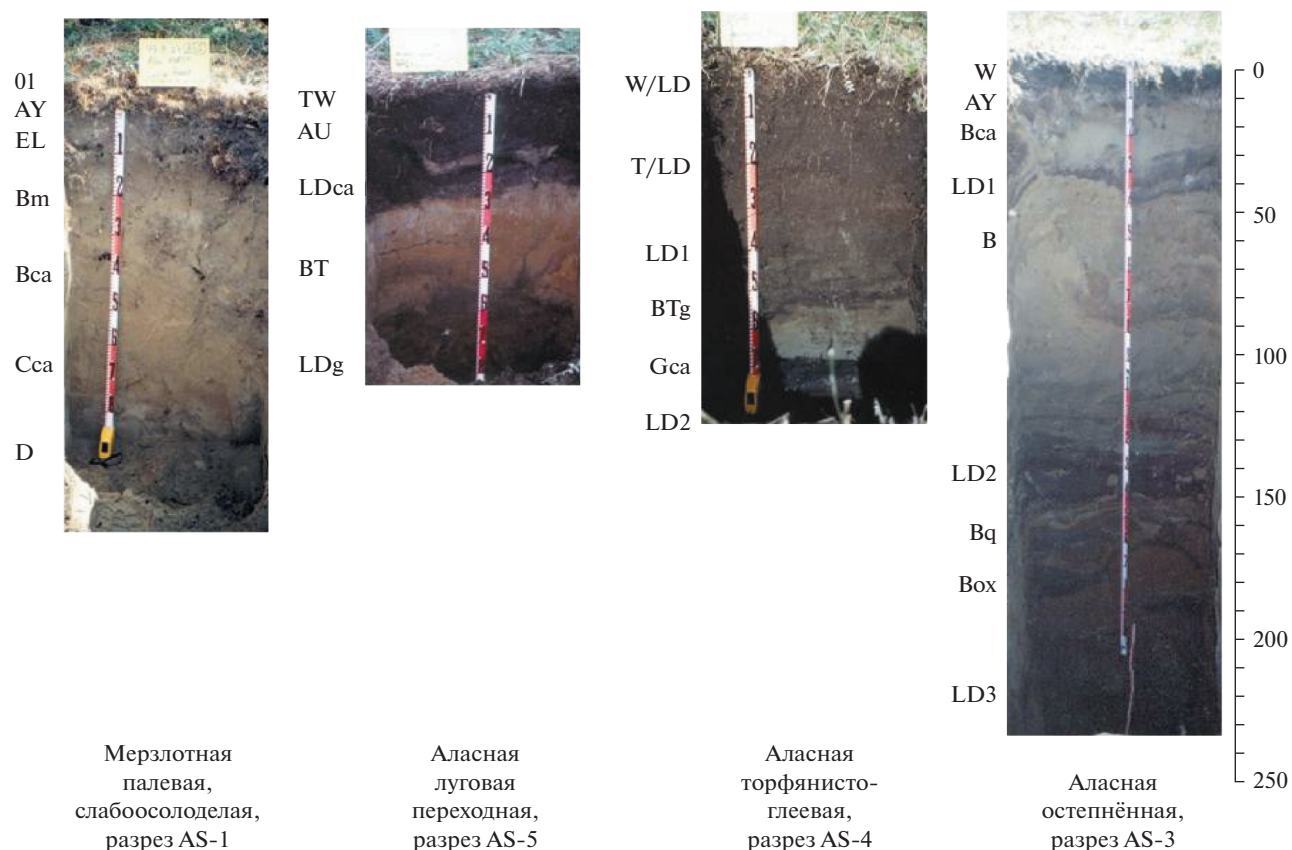 01
AY
EL
Bm
Bca
Cca
D
Мерзлотная
палевая,
слабоосолоделая,
разрез AS-1
TW
AU
LDca
BT
LDg
Аласная
луговая
переходная,
разрез AS-5
W/LD
T/LD
LD1
BTg
Gca
LD2
Аласная
торфянисто-
глеевая,
разрез AS-4
W
AY
Bca
LD1
B
LD2
Bq
Box
LD3
Аласная
остепнённая,
разрез AS-3
0
50
100
150
200
250